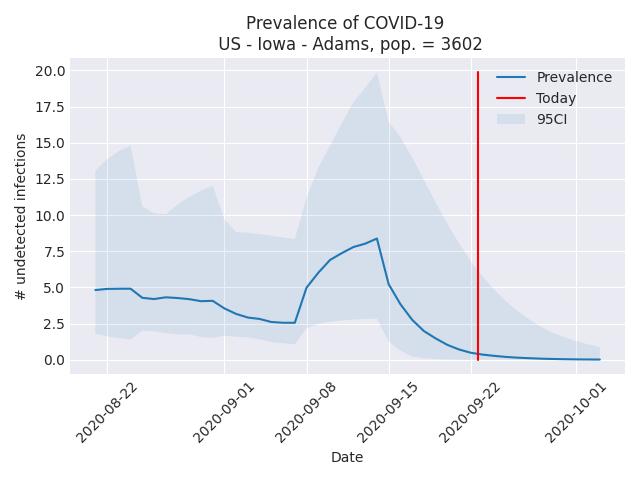 Prevalence of COVID-19
US - Iowa - Adams, pop. = 3602
20.0
17.5
15.0
12.5
10.0
7.5
5.0
2.5
0.0
# undetected infections
Prevalence
Today
95CI
2020-08-22
2020-09-01
2020-09-08
2020-09-15
2020-09-22
2020-10-01
Date